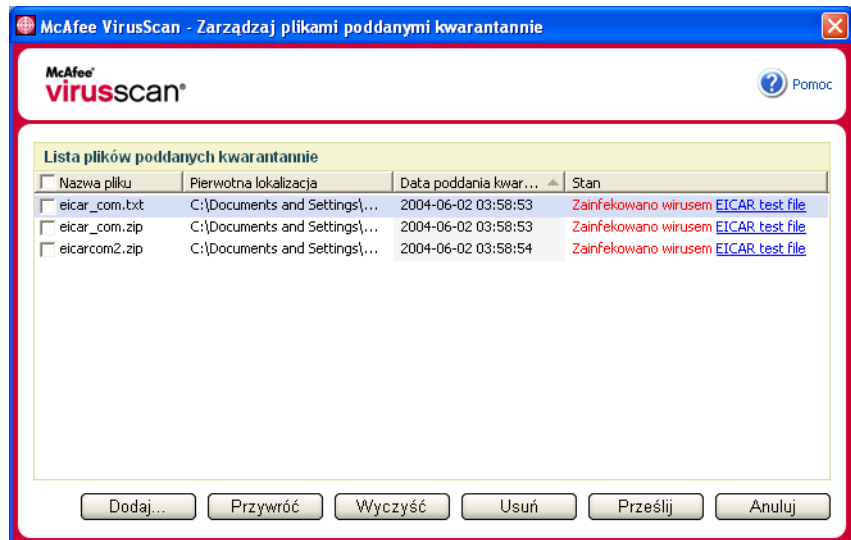 McAfee VirusScan - Zarządzaj plikami poddanymi kwarantannie
McAfee®
virusscan®
Pomoc
Lista plików poddanych kwarantannie
Nazwa pliku Pierwotna lokalizacja Data poddania kwar... Stan
eicar_com.txt C:\Documents and Settings\... 2004-06-02 03:58:53 Zainfekowano wirusem EICAR test file
eicar_com.zip C:\Documents and Settings\... 2004-06-02 03:58:53 Zainfekowano wirusem EICAR test file
eicarcom2.zip C:\Documents and Settings\... 2004-06-02 03:58:54 Zainfekowano wirusem EICAR test file
Dodaj... Przywróć Wyczyść Usuń Prześlij Anuluj